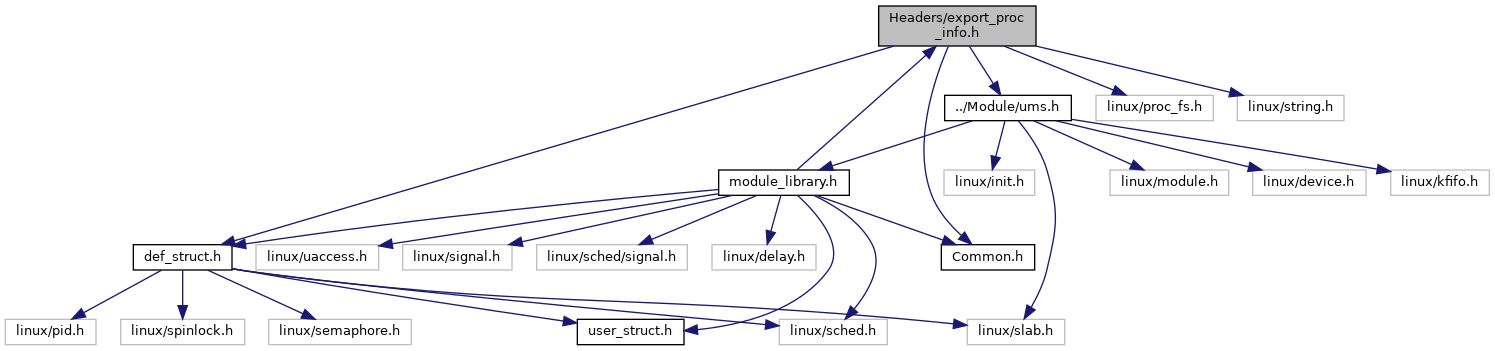 Headers/export_proc
_info.h
../Module/ums.h
linux/proc_fs.h
linux/string.h
module_library.h
linux/init.h
linux/module.h
linux/device.h
linux/kfifo.h
def_struct.h
linux/uaccess.h
linux/signal.h
linux/sched/signal.h
linux/delay.h
Common.h
linux/pid.h
linux/spinlock.h
linux/semaphore.h
user_struct.h
linux/sched.h
linux/slab.h